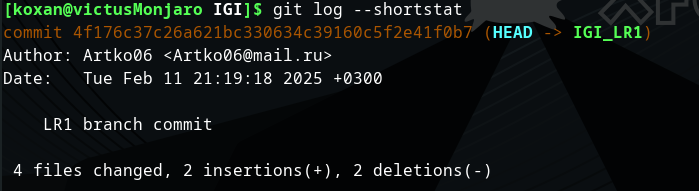 [koxan@victusMonjaro IGI]$ git log --shortstat
commit 4f176c37c26a621bc330634c39160c5f2e41f0b7 (HEAD -> IGI_LR1)
Author: Artko06 <Artko06@mail.ru>
Date:   Tue Feb 11 21:19:18 2025 +0300

    LR1 branch commit

 4 files changed, 2 insertions(+), 2 deletions(-)